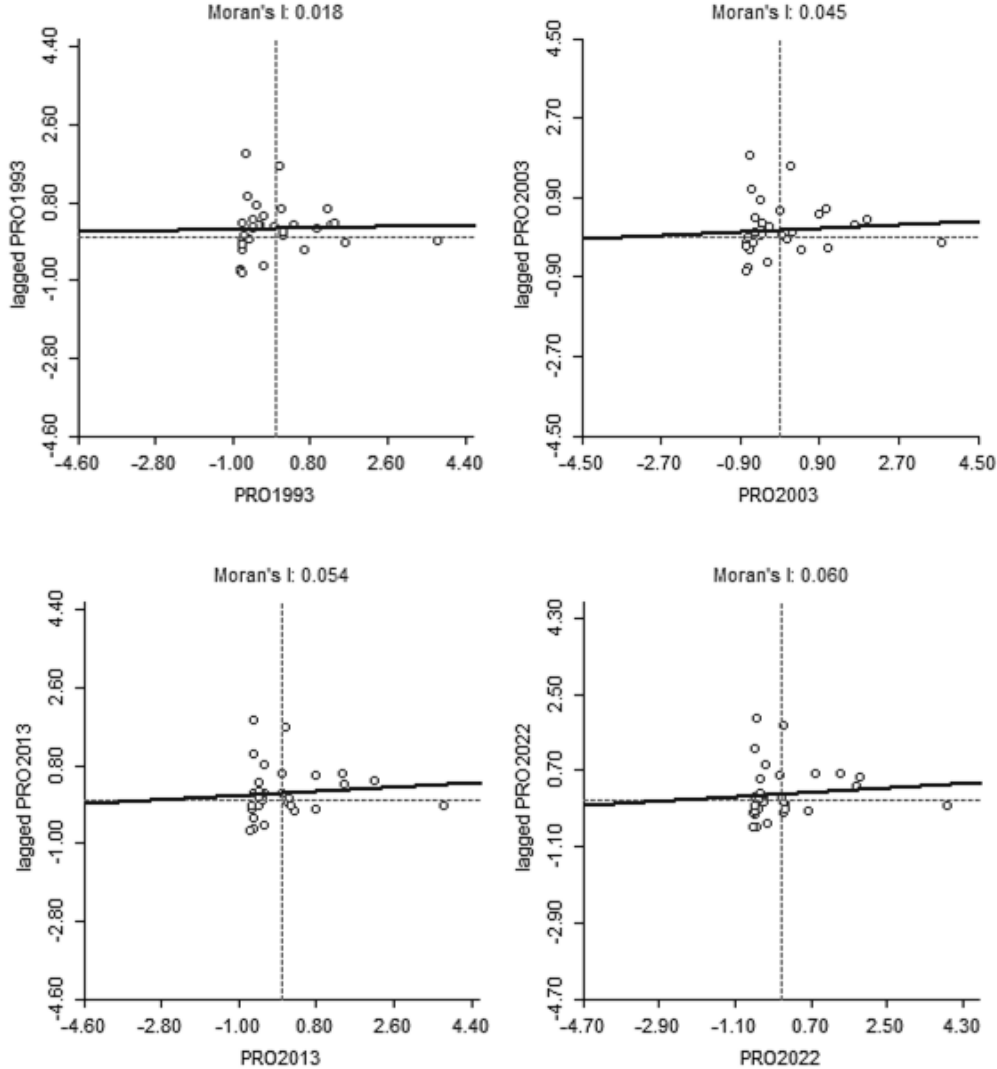 Moran's I: 0.018
4.40
2.60
0.80
-1.00
-2.80
-4.60
lagged PRO1993
-4.60 -2.80 -1.00 0.80 2.60 4.40
PRO1993
Moran's I: 0.045
4.50
2.70
0.90
-0.90
-2.70
-4.50
lagged PRO2003
-4.50 -2.70 -0.90 0.90 2.70 4.50
PRO2003
Moran's I: 0.054
4.40
2.60
0.80
-1.00
-2.80
-4.60
lagged PRO2013
-4.60 -2.80 -1.00 0.80 2.60 4.40
PRO2013
Moran's I: 0.060
4.30
2.50
0.70
-1.10
-2.90
-4.70
lagged PRO2022
-4.70 -2.90 -1.10 0.70 2.50 4.30
PRO2022